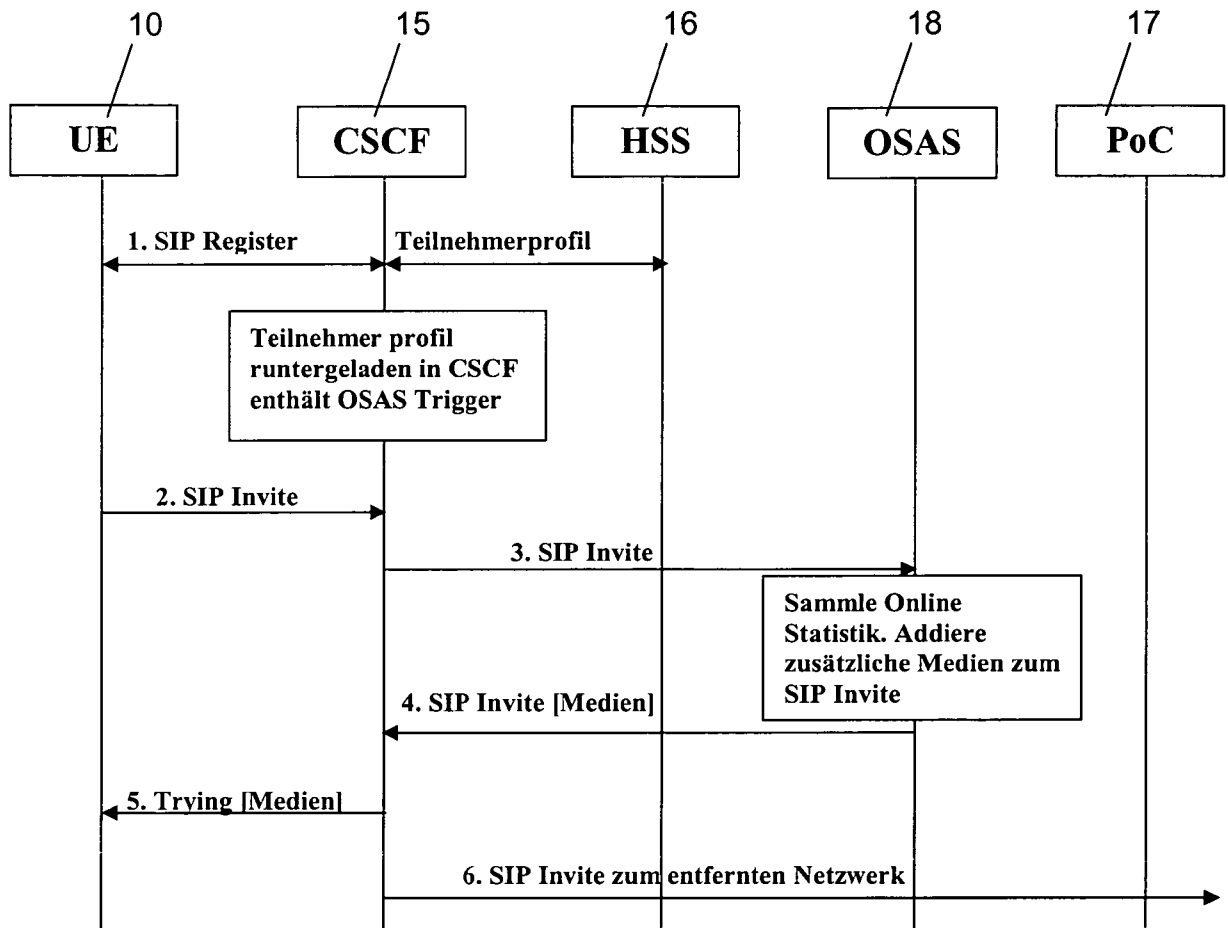 10
15
16
18
17
UE
CSCF
HSS
OSAS
PoC
1. SIP Register
Teilnehmerprofil
Teilnehmer profil
runtergeladen in CSCF
enthält OSAS Trigger
2. SIP Invite
3. SIP Invite
Sammle Online
Statistik. Addiere
zusätzliche Medien zum
SIP Invite
4. SIP Invite [Medien]
5. Trying [Medien]
6. SIP Invite zum entfernten Netzwerk